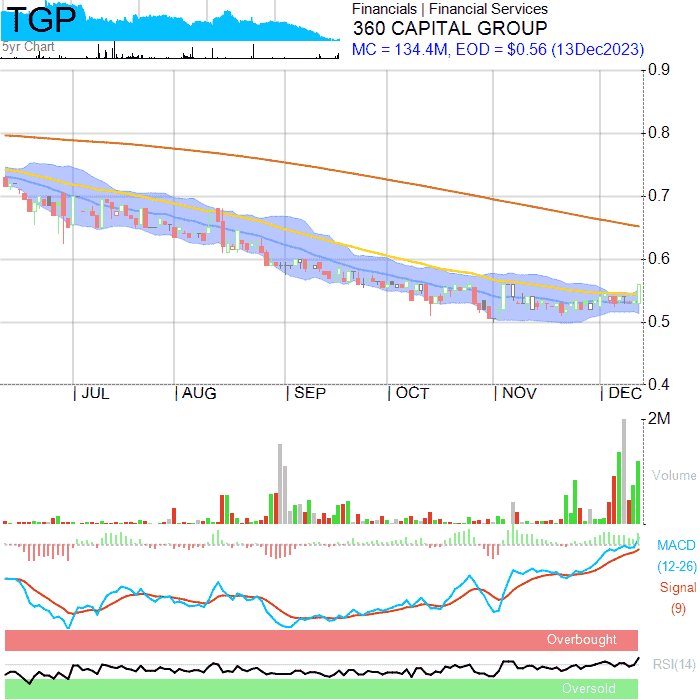 TGP
5yr Chart
Financials | Financial Services
360 CAPITAL GROUP
MC = 134.4M, EOD = $0.56 (13Dec2023)
0.9
0.8
0.7
0.6
0.5
0.4
| JUL | AUG | SEP | OCT | NOV | DEC
2M
Volume
MACD
(12-26)
Signal
(9)
Overbought
RSI(14)
Oversold